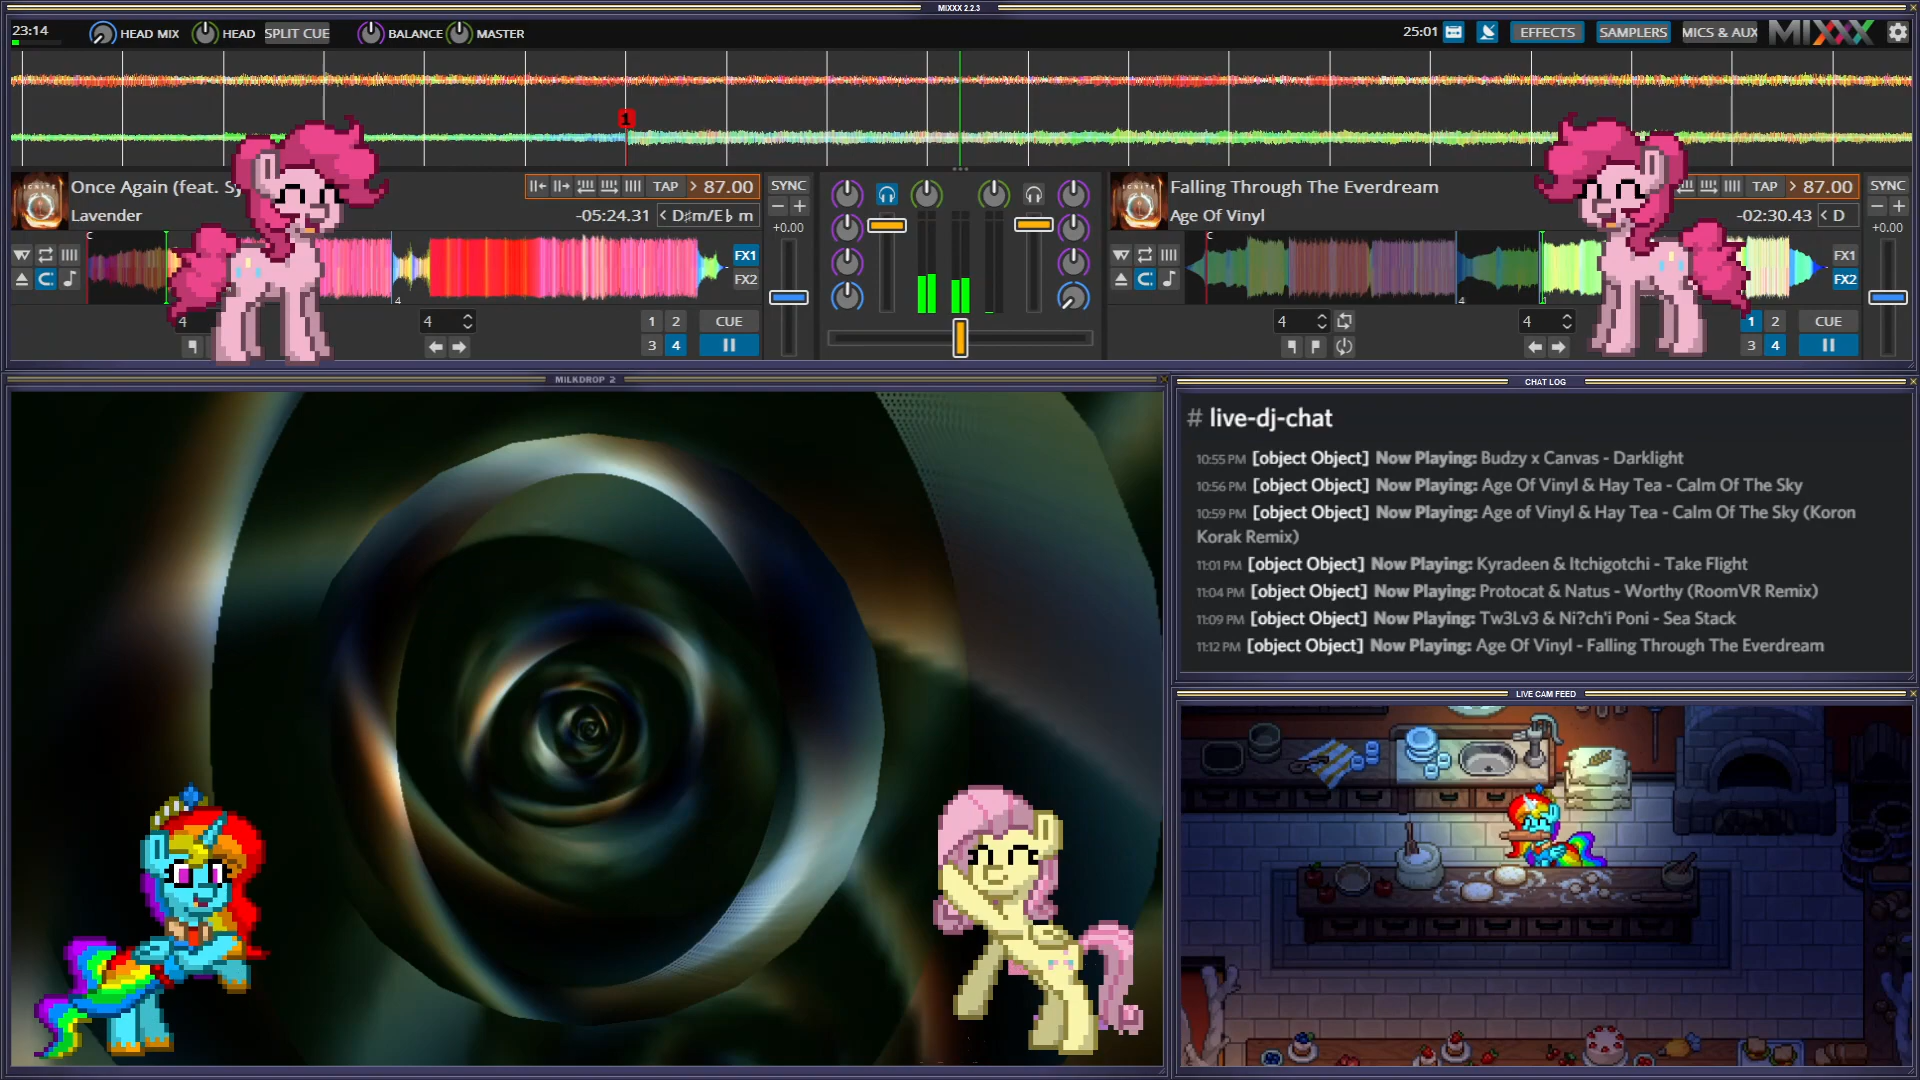 MIXXX 2.2.3
23:14
HEAD MIX
HEAD
SPLIT CUE
BALANCE
MASTER
25:01
EFFECTS
SAMPLERS
MICS & AUX
MIXXX
1
Once Again (feat. Sy
Lavender
TAP
87.00
-05:24.31
D♯m/E♭ m
SYNC
+0.00
C
4
FX1
FX2
4
4
1 2
3 4
CUE
IGNITE
Falling Through The Everdream
Age Of Vinyl
TAP
87.00
-02:30.43
D
SYNC
+0.00
C
4
FX1
FX2
4
4
1 2
3 4
CUE
MILKDROP 2
CHAT LOG
# live-dj-chat
10:55 PM [object Object] Now Playing: Budzy x Canvas - Darklight
10:56 PM [object Object] Now Playing: Age Of Vinyl & Hay Tea - Calm Of The Sky
10:59 PM [object Object] Now Playing: Age of Vinyl & Hay Tea - Calm Of The Sky (Koron
Korak Remix)
11:01 PM [object Object] Now Playing: Kyradeen & Itchigotchi - Take Flight
11:04 PM [object Object] Now Playing: Protocat & Natus - Worthy (RoomVR Remix)
11:09 PM [object Object] Now Playing: Tw3Lv3 & Ni?ch'i Poni - Sea Stack
11:12 PM [object Object] Now Playing: Age Of Vinyl - Falling Through The Everdream
LIVE CAM FEED